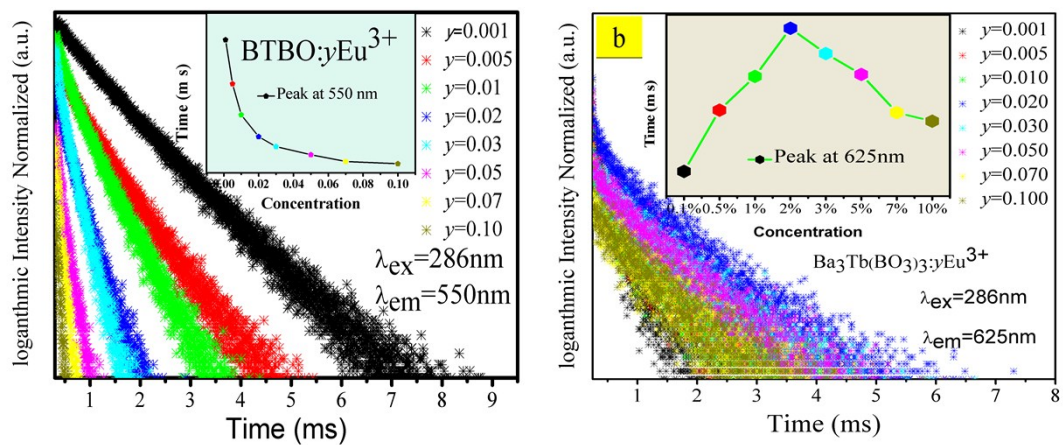 loganthmic Intensity Normalized (a.u.)
BTBO:yEu3+
Time (m s)
Peak at 550 nm
0.00 0.02 0.04 0.06 0.08 0.10
Concentration
y=0.001
y=0.005
y=0.01
y=0.02
y=0.03
y=0.05
y=0.07
y=0.10
λex=286nm
λem=550nm
1 2 3 4 5 6 7 8 9
Time (ms)
loganthmic Intensity Normalized (a.u.)
b
Time (m s)
Peak at 625nm
0.1% 0.5% 1% 2% 3% 5% 7% 10%
Concentration
y=0.001
y=0.005
y=0.010
y=0.020
y=0.030
y=0.050
y=0.070
y=0.100
Ba3Tb(BO3)3:yEu3+
λex=286nm
λem=625nm
1 2 3 4 5 6 7 8
Time (ms)